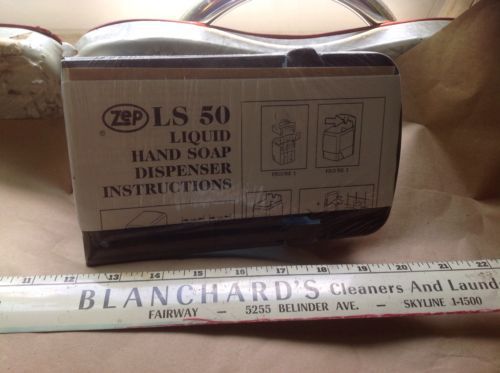 Zep LS 50
®
LIQUID
HAND SOAP
DISPENSER
INSTRUCTIONS
FIGURE 1 FIGURE 2
11 12 13 14 15 16 17 18 19 20 21 22
BLANCHARD'S Cleaners And Laund
FAIRWAY – 5255 BELINDER AVE. – SKYLINE 1-1500